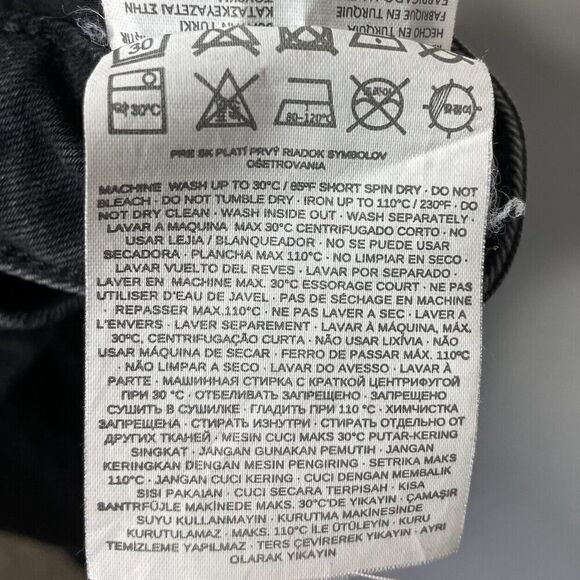 FABRIQUE EN TURQUIE
HECHO EN TURQUIE
ΚΑΤΑΣΚΕΥΑΖΕΤΑΙ ΣΤΗΝ
30
30°C
80~120°C
드라이
PRE SK PLATÍ PRVÝ RIADOK SYMBOLOV
OŠETROVANIA
MACHINE WASH UP TO 30°C / 85ºF SHORT SPIN DRY · DO NOT
BLEACH · DO NOT TUMBLE DRY · IRON UP TO 110°C / 230ºF · DO
NOT DRY CLEAN · WASH INSIDE OUT · WASH SEPARATELY ·
LAVAR A MAQUINA MAX 30°C CENTRIFUGADO CORTO · NO
USAR LEJIA / BLANQUEADOR · NO SE PUEDE USAR
SECADORA · PLANCHA MAX 110°C · NO LIMPIAR EN SECO ·
LAVAR VUELTO DEL REVES · LAVAR POR SEPARADO ·
LAVER EN MACHINE MAX. 30°C ESSORAGE COURT · NE PAS
UTILISER D'EAU DE JAVEL · PAS DE SÉCHAGE EN MACHINE
· REPASSER MAX.110°C · NE PAS LAVER A SEC · LAVER A
L'ENVERS · LAVER SEPAREMENT · LAVAR À MÁQUINA, MÁX.
30°C, CENTRIFUGAÇÃO CURTA · NÃO USAR LIXÍVIA · NÃO
USAR MÁQUINA DE SECAR · FERRO DE PASSAR MÁX. 110ºC
· NÃO LIMPAR A SECO · LAVAR DO AVESSO · LAVAR À
PARTE · МАШИННАЯ СТИРКА С КРАТКОЙ ЦЕНТРИФУГОЙ
ПРИ 30 °C · ОТБЕЛИВАТЬ ЗАПРЕЩЕНО · ЗАПРЕЩЕНО
СУШИТЬ В СУШИЛКЕ · ГЛАДИТЬ ПРИ 110 °C · ХИМЧИСТКА
ЗАПРЕЩЕНА · СТИРАТЬ ИЗНУТРИ · СТИРАТЬ ОТДЕЛЬНО ОТ
ДРУГИХ ТКАНЕЙ · MESIN CUCI MAKS 30°C PUTAR-KERING
SINGKAT · JANGAN GUNAKAN PEMUTIH · JANGAN
KERINGKAN DENGAN MESIN PENGIRING · SETRIKA MAKS
110°C · JANGAN CUCI KERING · CUCI DENGAN MEMBALIK
SISI PAKAIAN · CUCI SECARA TERPISAH · KISA
SANTRFÜJLE MAKİNEDE MAKS. 30°C'DE YIKAYIN · ÇAMAŞIR
SUYU KULLANMAYIN · KURUTMA MAKİNESİNDE
KURUTULAMAZ · MAKS. 110°C İLE ÜTÜLEYİN · KURU
TEMİZLEME YAPILMAZ · TERS ÇEVİREREK YIKAYIN · AYRI
OLARAK YIKAYIN